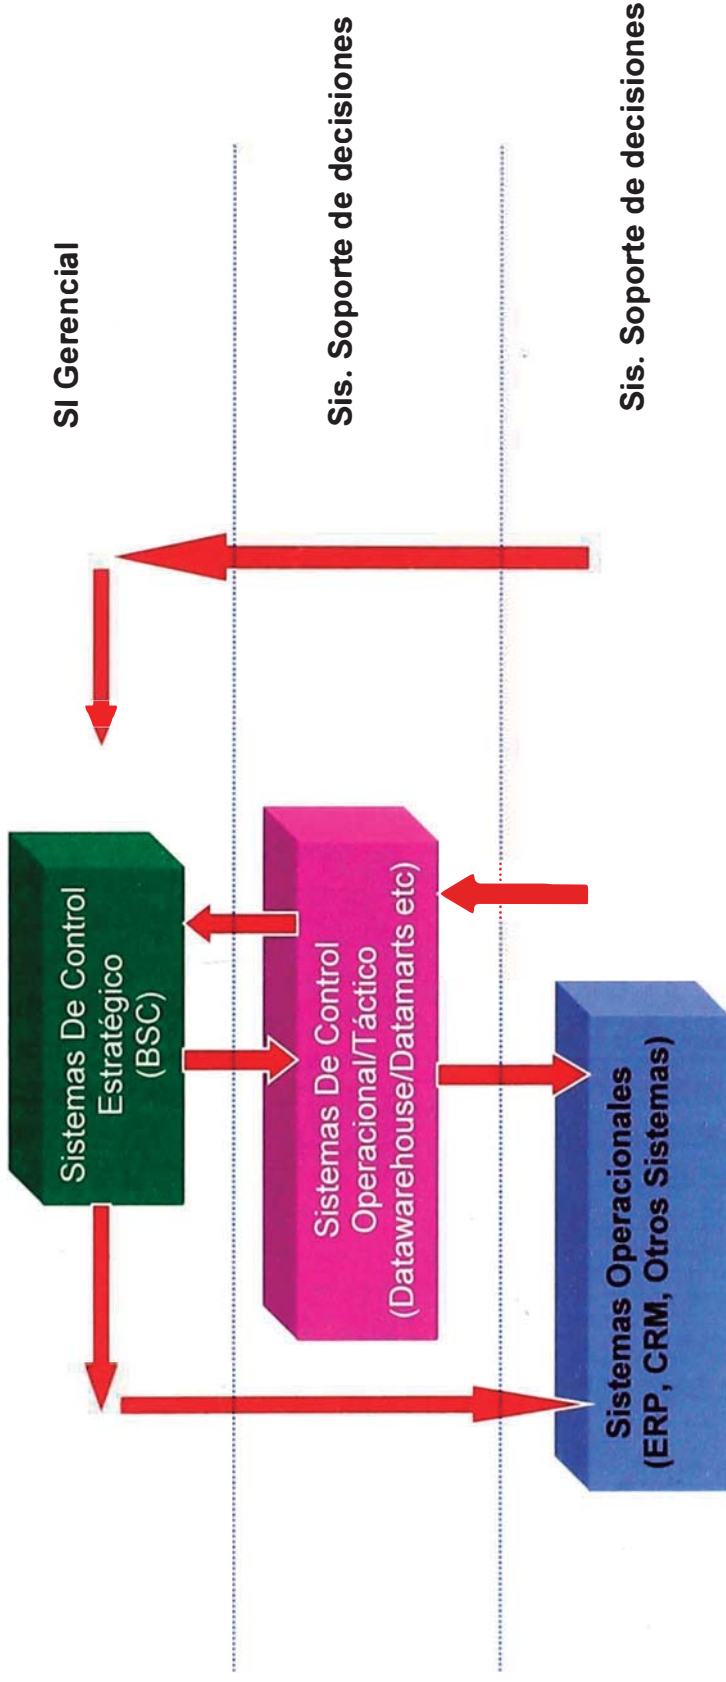 Sistemas De Control
Estratégico
(BSC)
SI Gerencial
Sistemas De Control
Operacional/Táctico
(Datawarehouse/Datamarts etc)
Sis. Soporte de decisiones
Sistemas Operacionales
(ERP, CRM, Otros Sistemas)
Sis. Soporte de decisiones